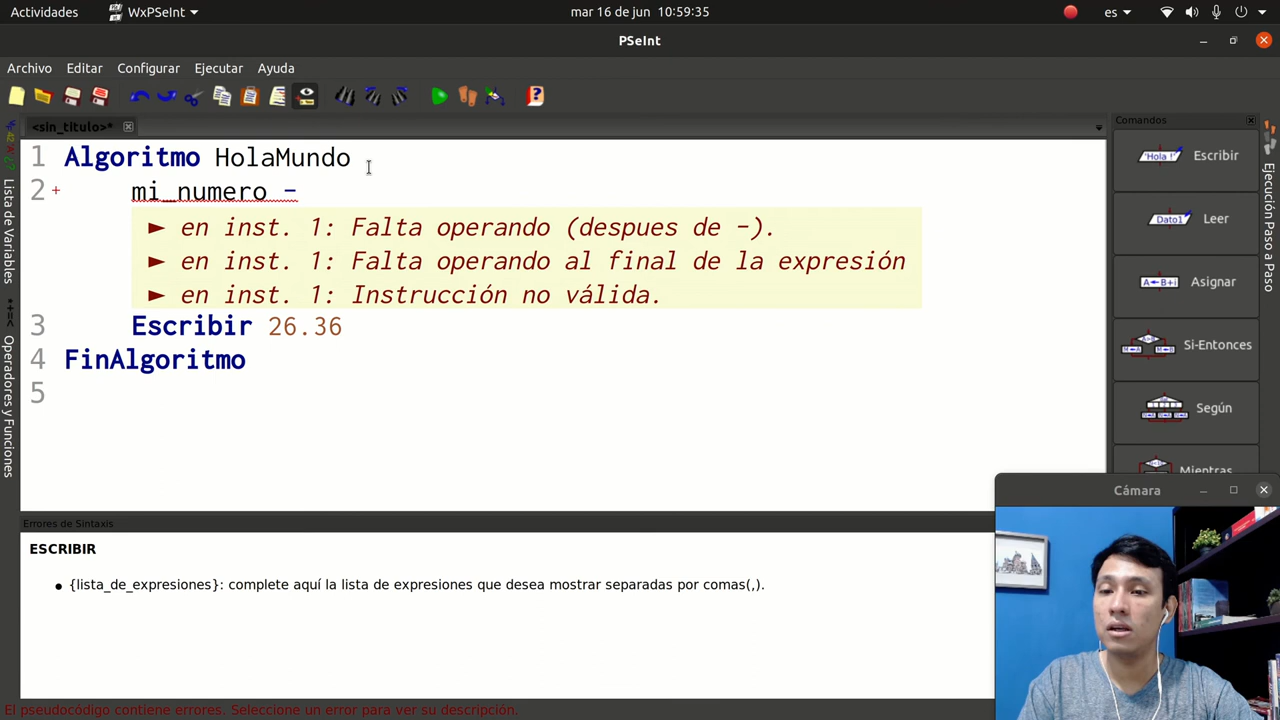 Actividades WxPSeInt mar 16 de jun 10:59:35 es
PSeInt
Archivo Editar Configurar Ejecutar Ayuda
<sin_titulo>*
Comandos
1 Algoritmo HolaMundo
2 + mi_numero -
► en inst. 1: Falta operando (despues de -).
► en inst. 1: Falta operando al final de la expresión
► en inst. 1: Instrucción no válida.
3 Escribir 26.36
4 FinAlgoritmo
5
Lista de Variables
Operadores y Funciones
'Hola !' Escribir
Dato1 Leer
A←B+i Asignar
Si-Entonces
Según
Mientras
Ejecución Paso a Paso
Errores de Sintaxis
ESCRIBIR
• {lista_de_expresiones}: complete aquí la lista de expresiones que desea mostrar separadas por comas(,).
El pseudocódigo contiene errores. Seleccione un error para ver su descripción.
Cámara